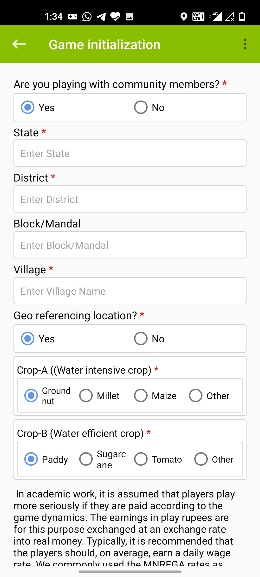 1:34
Game initialization
Are you playing with community members? *
Yes No
State *
Enter State
District *
Enter District
Block/Mandal
Enter Block/Mandal
Village *
Enter Village Name
Geo referencing location? *
Yes No
Crop-A ((Water intensive crop) *
Ground
nut Millet Maize Other
Crop-B (Water efficient crop) *
Paddy Sugarc
ane Tomato Other
In academic work, it is assumed that players play
more seriously if they are paid according to the
game dynamics. The earnings in play rupees are
for this purpose exchanged at an exchange rate
into real money. Typically, it is recommended that
the players should, on average, earn a daily wage
rate. We commonly used the MNREGA rates as